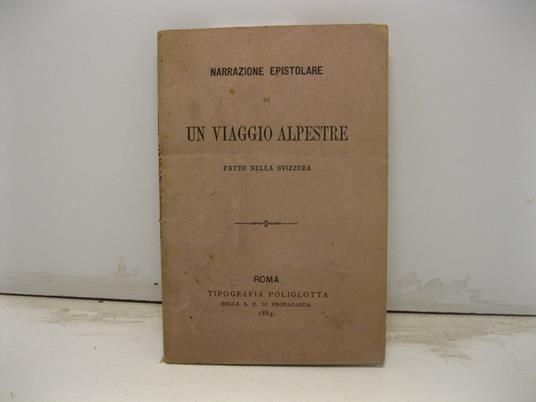 NARRAZIONE EPISTOLARE
DI
UN VIAGGIO ALPESTRE
FATTO NELLA SVIZZERA
ROMA
TIPOGRAFIA POLIGLOTTA
DELLA S. C. DI PROPAGANDA
1884.